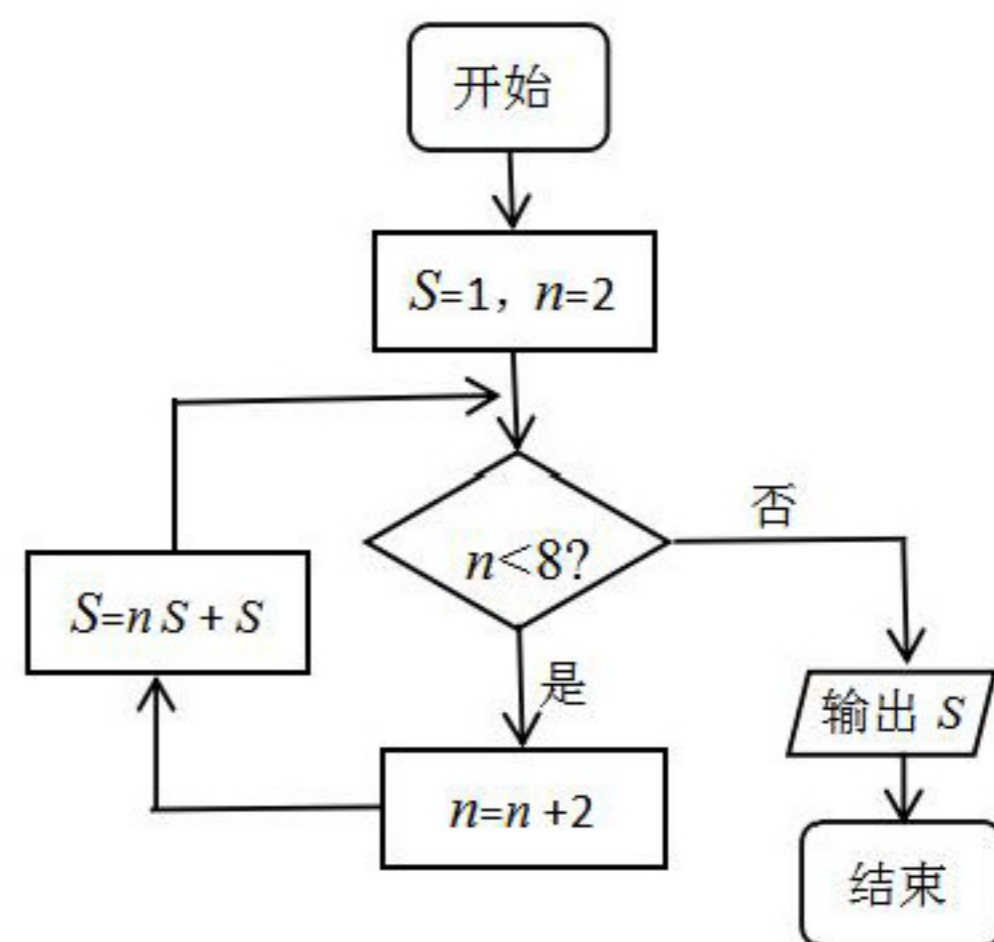 开始
S=1，n=2
n<8?
否
是
S=nS+S
n=n+2
输出 S
结束